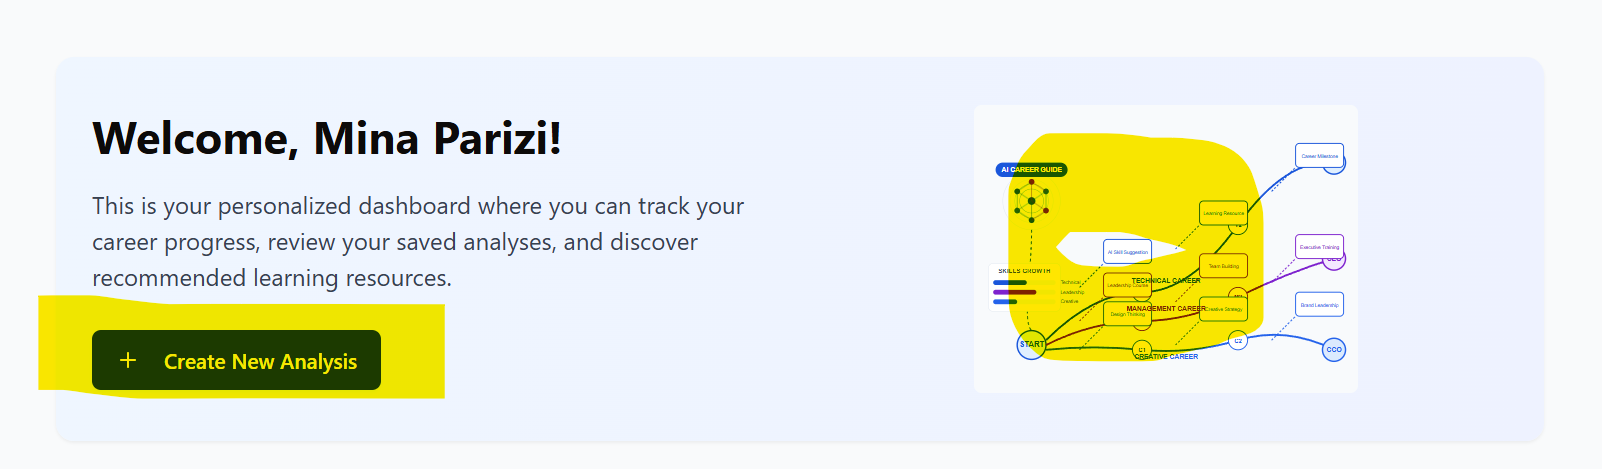 Welcome, Mina Parizi!
This is your personalized dashboard where you can track your
career progress, review your saved analyses, and discover
recommended learning resources.
+ Create New Analysis
AI CAREER GUIDE
SKILLS GROWTH
Technical
Leadership
Creative
START
AI Skill Suggestion
Leadership Course
Design Thinking
TECHNICAL CAREER
MANAGEMENT CAREER
CREATIVE CAREER
C1
Learning Resource
Team Building
Creative Strategy
C2
Career Milestone
Executive Training
Brand Leadership
CCO